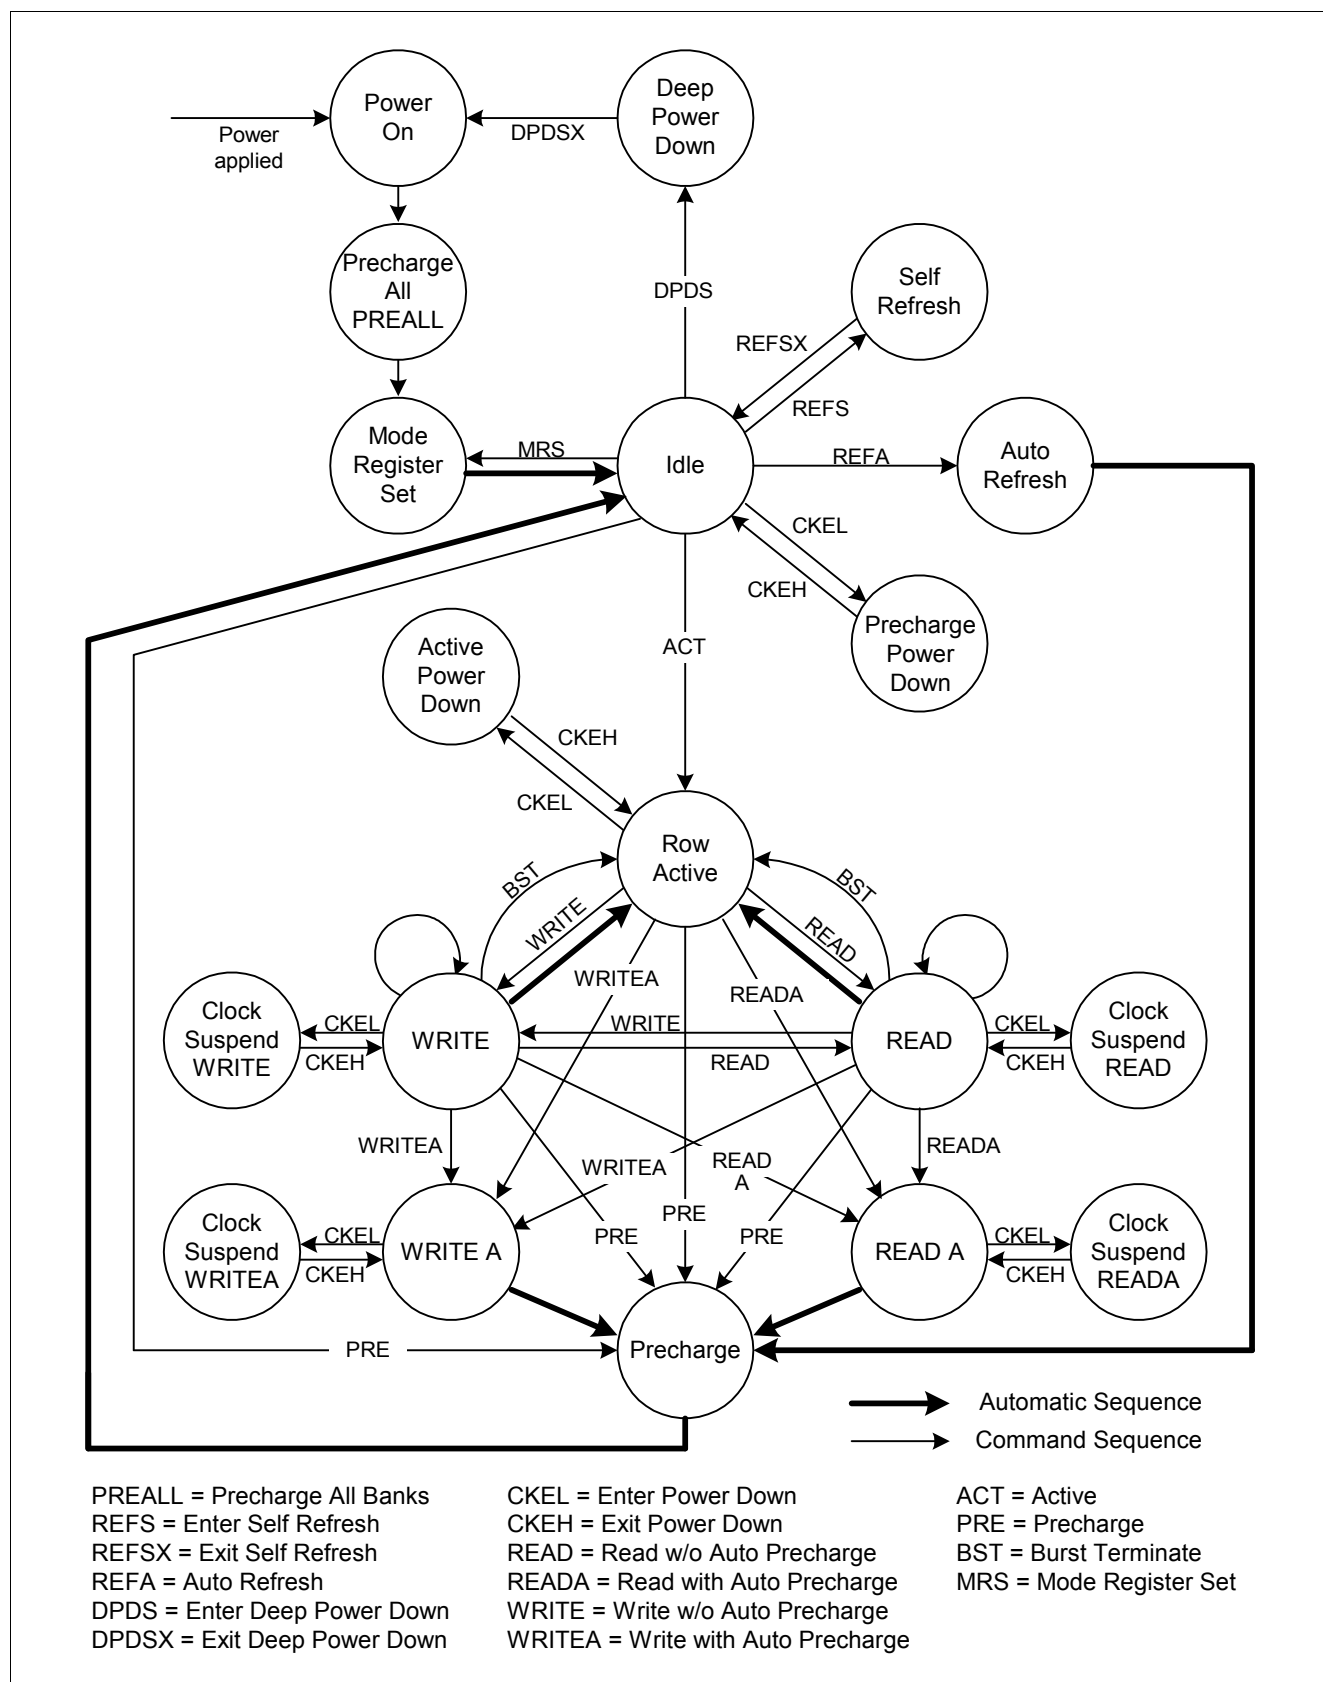 Power
On
Deep
Power
Down
Power
applied
DPDSX
Precharge
All
PREALL
DPDS
Self
Refresh
REFSX
REFS
Mode
Register
Set
MRS
Idle
REFA
Auto
Refresh
CKEL
CKEH
Precharge
Power
Down
ACT
Active
Power
Down
CKEH
CKEL
Row
Active
BST
BST
WRITE
READ
WRITEA
READA
Clock
Suspend
WRITE
CKEL
CKEH
WRITE
WRITE
READ
READ
CKEL
CKEH
Clock
Suspend
READ
WRITEA
WRITEA
READ
A
READA
PRE
PRE
PRE
Clock
Suspend
WRITEA
CKEL
CKEH
WRITE A
READ A
CKEL
CKEH
Clock
Suspend
READA
PRE
Precharge
Automatic Sequence
Command Sequence
PREALL = Precharge All Banks
REFS = Enter Self Refresh
REFSX = Exit Self Refresh
REFA = Auto Refresh
DPDS = Enter Deep Power Down
DPDSX = Exit Deep Power Down
CKEL = Enter Power Down
CKEH = Exit Power Down
READ = Read w/o Auto Precharge
READA = Read with Auto Precharge
WRITE = Write w/o Auto Precharge
WRITEA = Write with Auto Precharge
ACT = Active
PRE = Precharge
BST = Burst Terminate
MRS = Mode Register Set